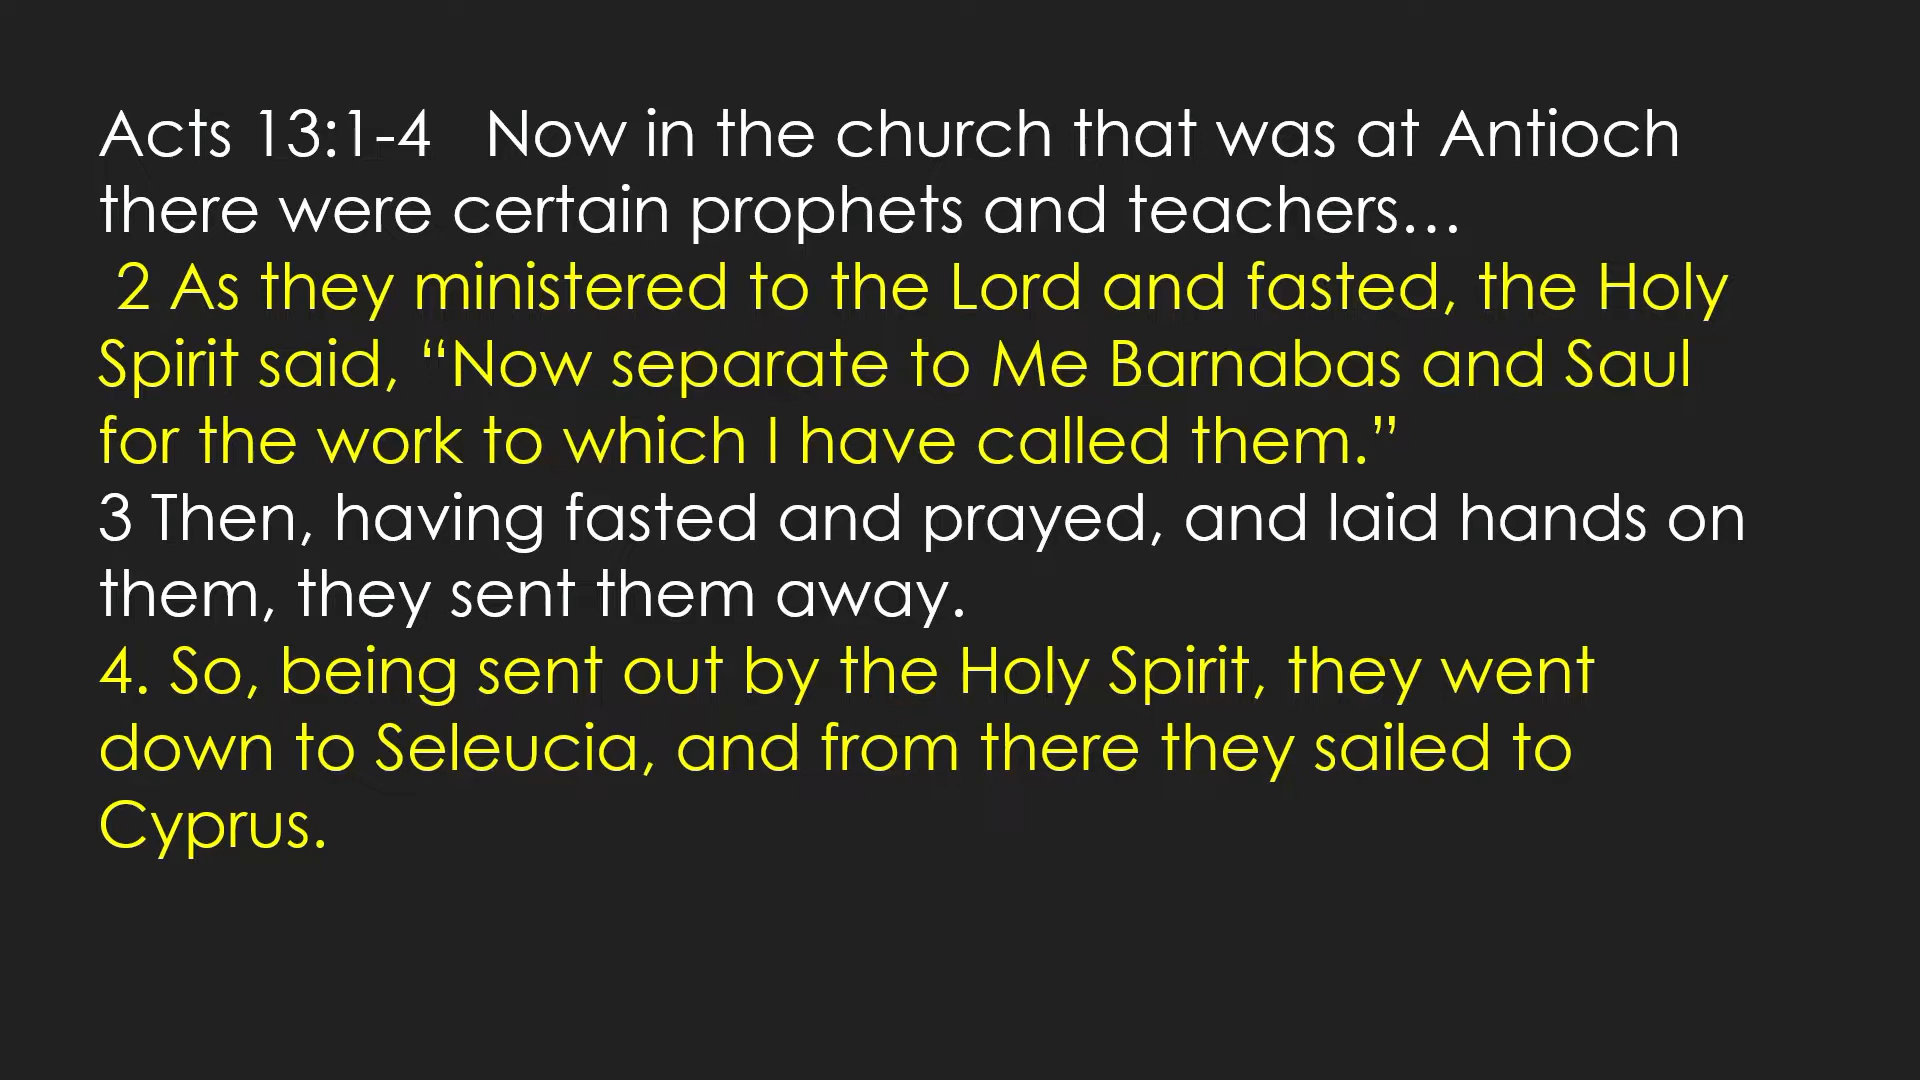 Acts 13:1-4   Now in the church that was at Antioch
there were certain prophets and teachers…
2 As they ministered to the Lord and fasted, the Holy
Spirit said, “Now separate to Me Barnabas and Saul
for the work to which I have called them.”
3 Then, having fasted and prayed, and laid hands on
them, they sent them away.
4. So, being sent out by the Holy Spirit, they went
down to Seleucia, and from there they sailed to
Cyprus.